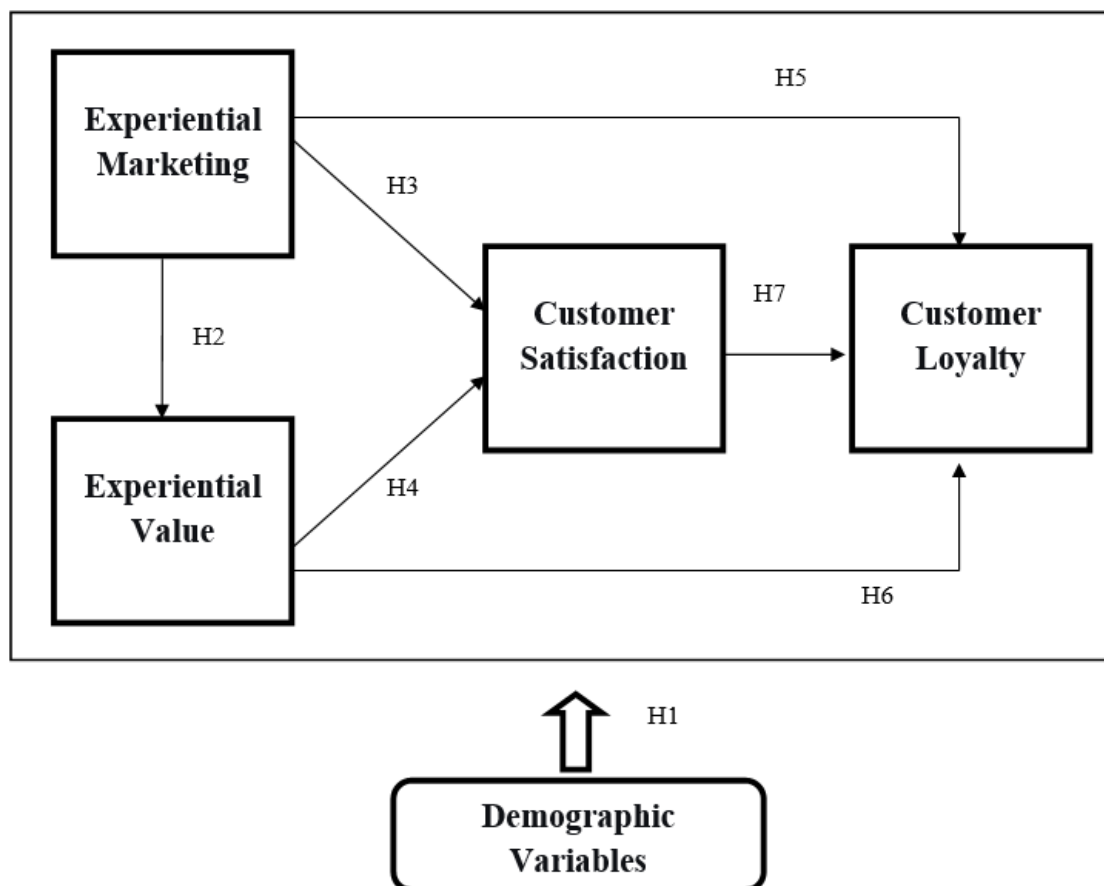 H5
Experiential
Marketing
H3
Customer
Satisfaction
H7
Customer
Loyalty
H2
Experiential
Value
H4
H6
H1
Demographic
Variables